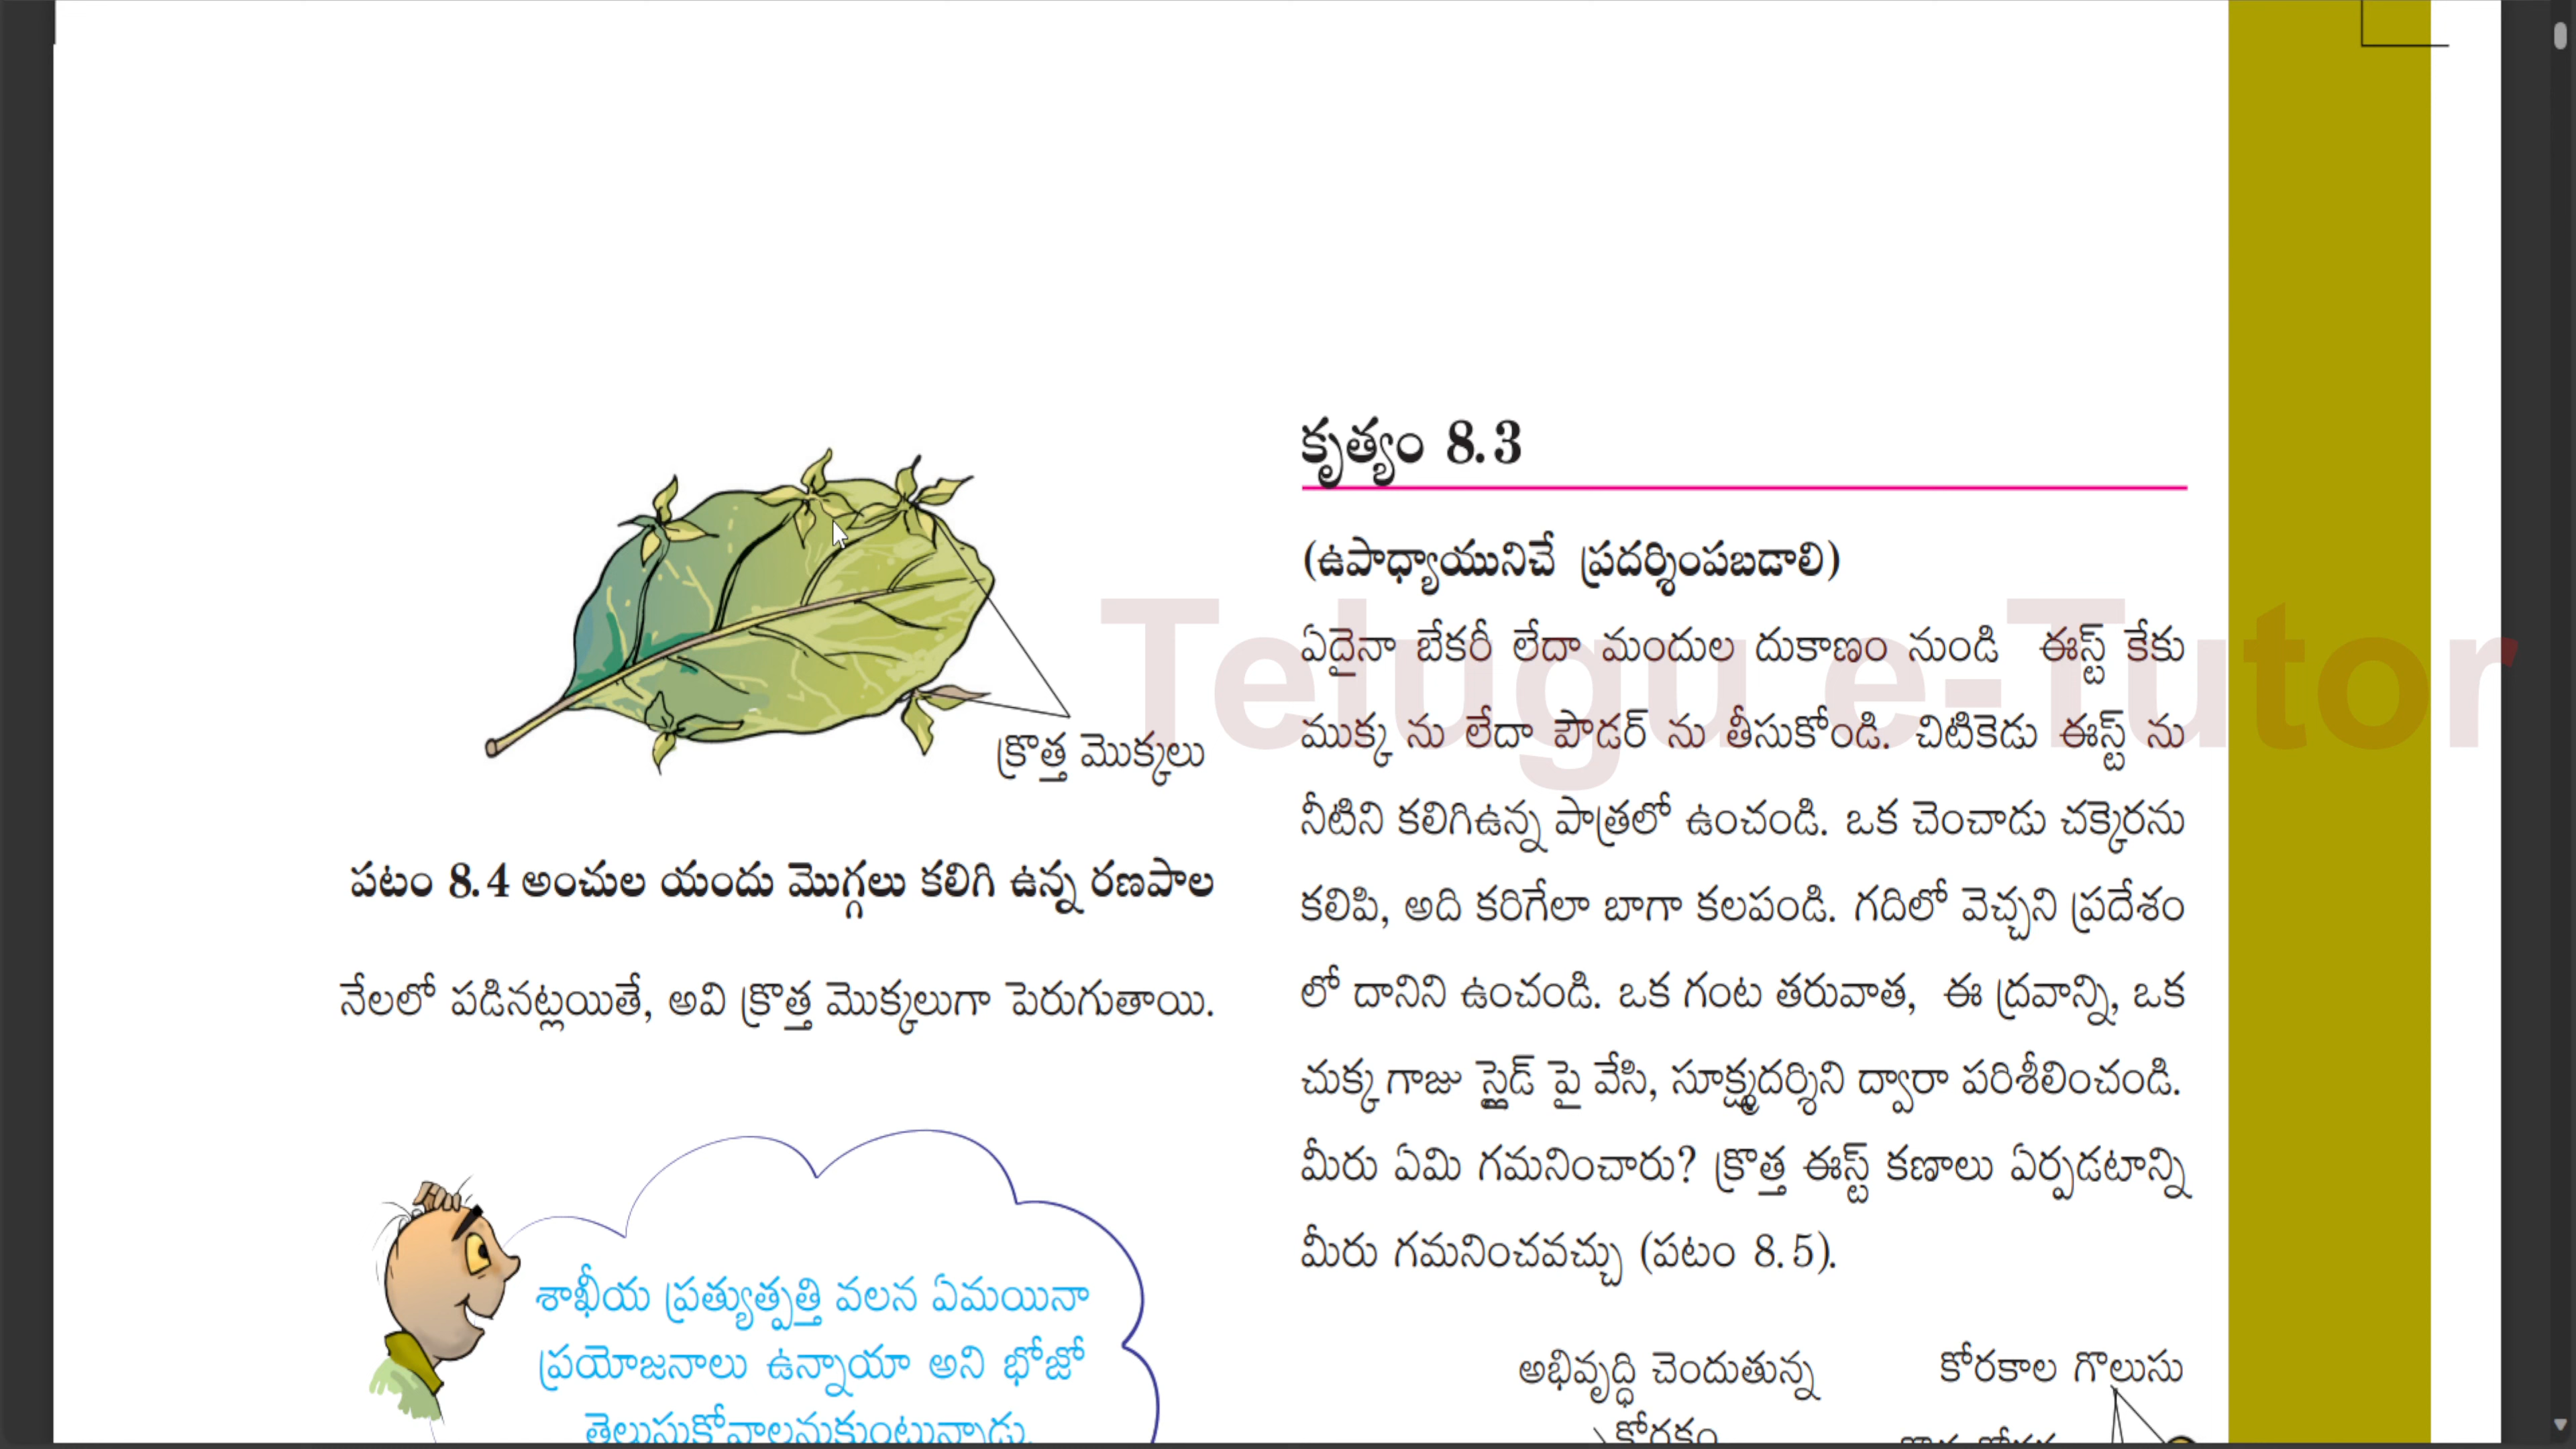 క్రొత్త మొక్కలు
పటం 8.4 అంచుల యందు మొగ్గలు కలిగి ఉన్న రణపాల
నేలలో పడినట్లయితే, అవి క్రొత్త మొక్కలుగా పెరుగుతాయి.
శాఖీయ ప్రత్యుత్పత్తి వలన ఏమయినా
ప్రయోజనాలు ఉన్నాయా అని భోజో
తెలుసుకోవాలనుకుంటున్నాడు.
కృత్యం 8.3
(ఉపాధ్యాయునిచే ప్రదర్శింపబడాలి)
ఏదైనా బేకరీ లేదా మందుల దుకాణం నుండి ఈస్ట్ కేకు
ముక్క ను లేదా పౌడర్ ను తీసుకోండి. చిటికెడు ఈస్ట్ ను
నీటిని కలిగిఉన్న పాత్రలో ఉంచండి. ఒక చెంచాడు చక్కెరను
కలిపి, అది కరిగేలా బాగా కలపండి. గదిలో వెచ్చని ప్రదేశం
లో దానిని ఉంచండి. ఒక గంట తరువాత, ఈ ద్రవాన్ని, ఒక
చుక్క గాజు స్లైడ్ పై వేసి, సూక్ష్మదర్శిని ద్వారా పరిశీలించండి.
మీరు ఏమి గమనించారు? క్రొత్త ఈస్ట్ కణాలు ఏర్పడటాన్ని
మీరు గమనించవచ్చు (పటం 8.5).
అభివృద్ధి చెందుతున్న
కోరకం
కోరకాల గొలుసు
Telugu e-Tutor